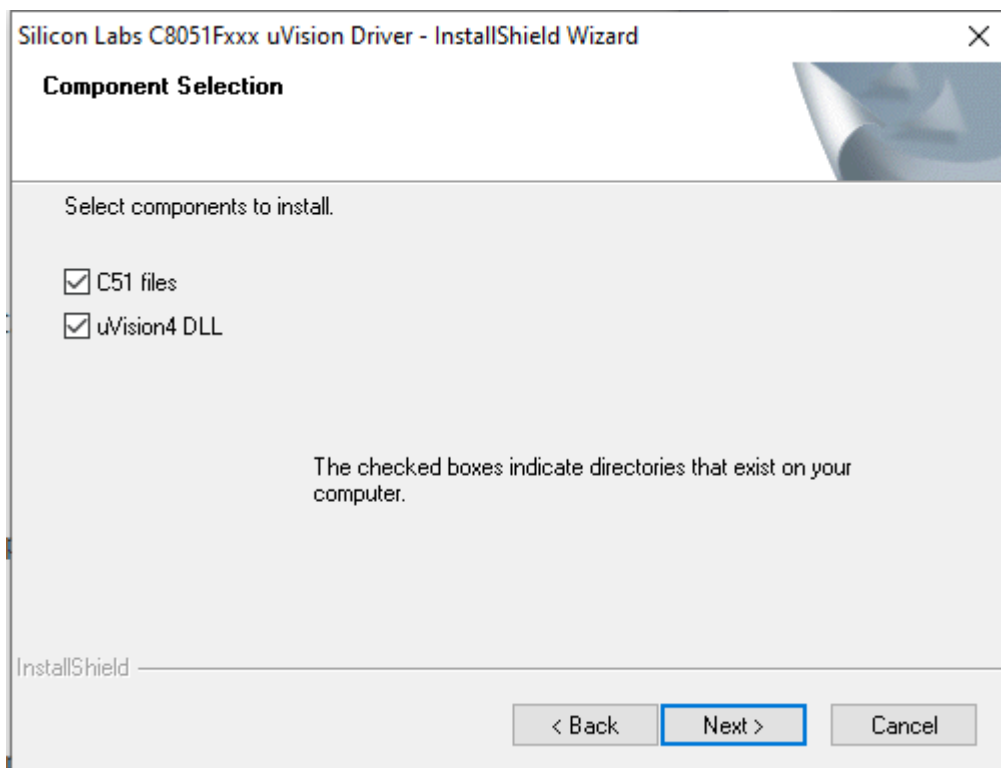 Silicon Labs C8051Fxxx uVision Driver - InstallShield Wizard
Component Selection
Select components to install.
C51 files
uVision4 DLL
The checked boxes indicate directories that exist on your
computer.
InstallShield
< Back
Next >
Cancel